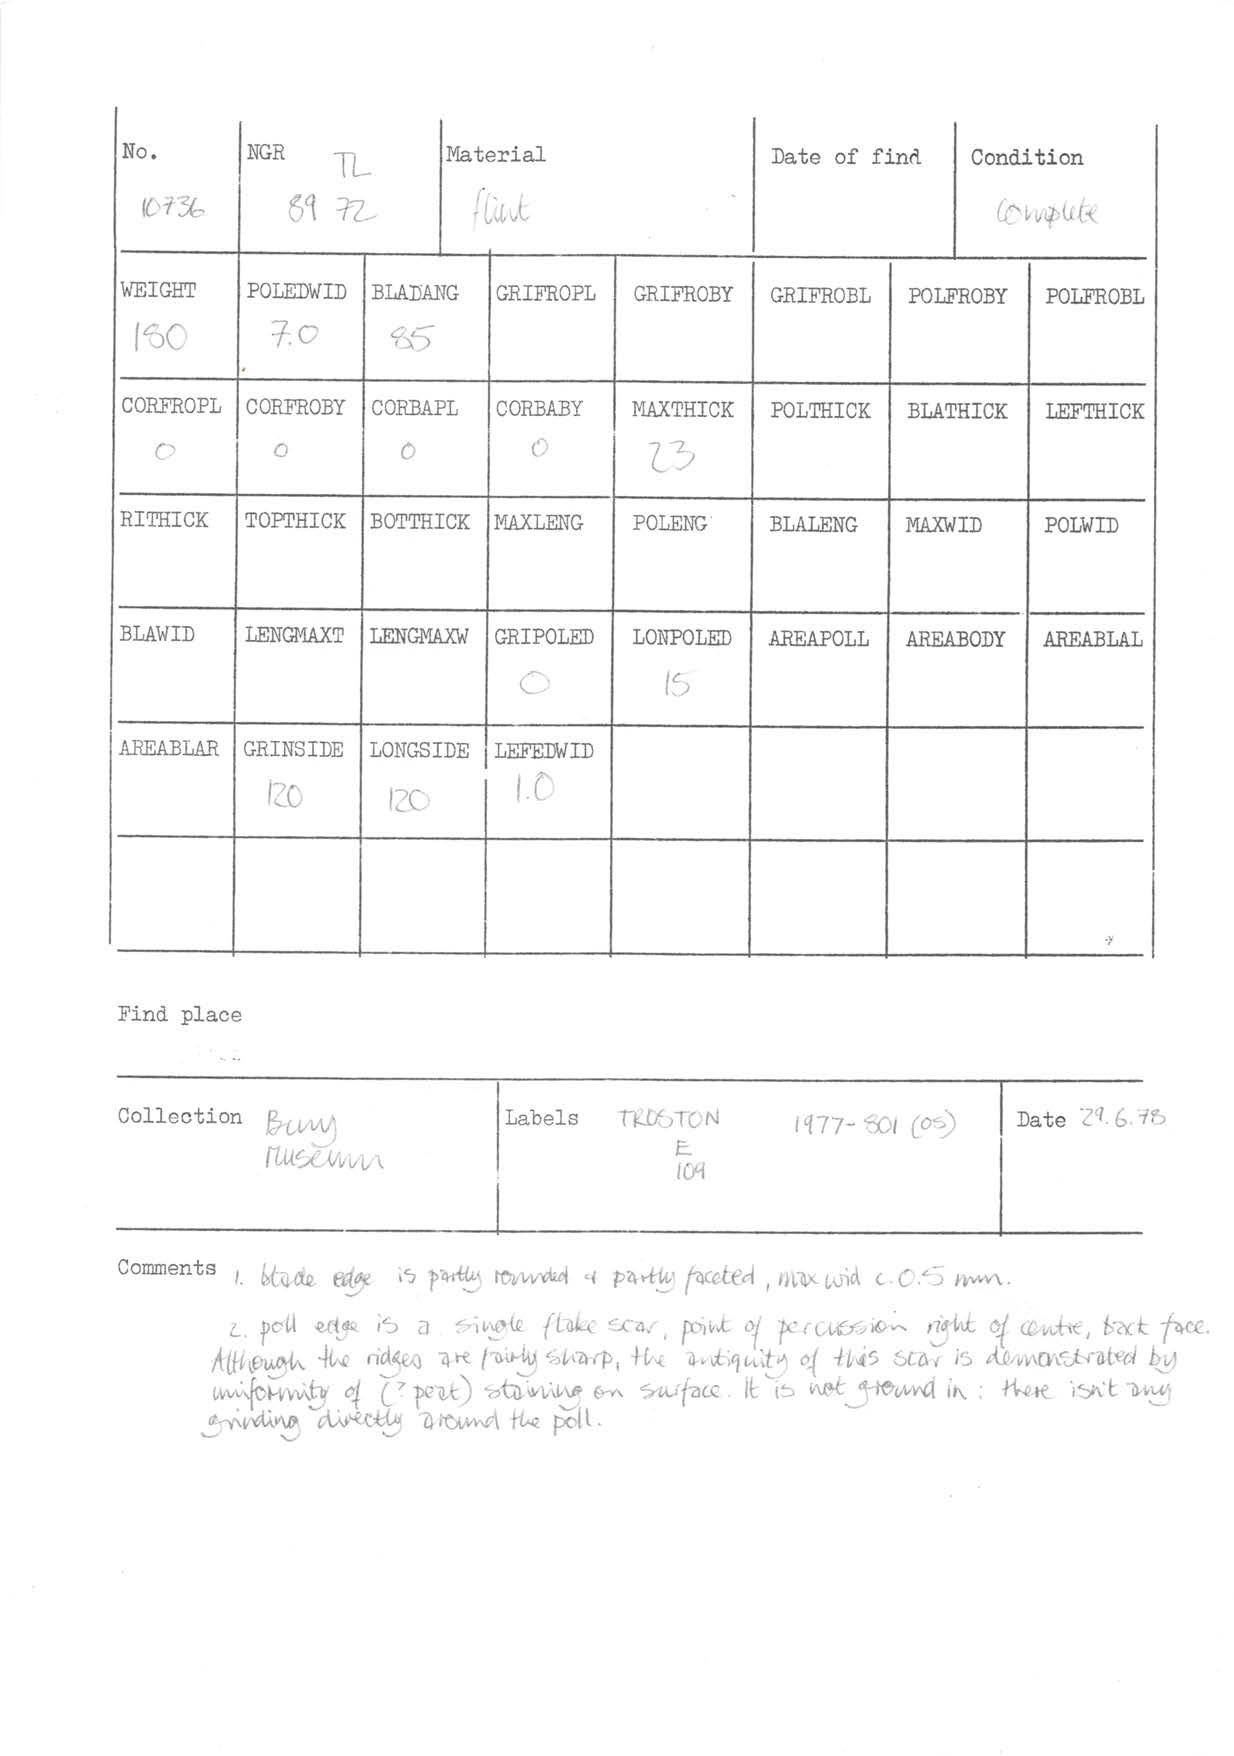 No. NGR TL Material Date of find Condition
10736 89 72 flint Complete
WEIGHT POLEDWID BLADANG GRIFROPL GRIFROBY GRIFROBL POLFROBY POLFROBL
180 7.0 85
CORFROPL CORFROBY CORBAPL CORBABY MAXTHICK POLTHICK BLATHICK LEFTHICK
0 0 0 0 23
RITHICK TOPTHICK BOTTHICK MAXLENG POLENG BLALENG MAXWID POLWID
BLAWID LENGMAXT LENGMAXW GRIPOLED LONPOLED AREAPOLL AREABODY AREABLAL
0 15
AREABLAR GRINSIDE LONGSIDE LEFEDWID
120 120 1.0
Find place
Collection Bury Labels TROSTON 1977-801 (OS) Date 29.6.78
Museum E
109
Comments 1. blade edge is partly rounded & partly faceted, max wid c. 0.5 mm.
2. poll edge is a single flake scar, point of percussion right of centre, back face.
Although the ridges are fairly sharp, the antiquity of this scar is demonstrated by
uniformity of (? peat) staining on surface. It is not ground in : there isn't any
grinding directly around the poll.